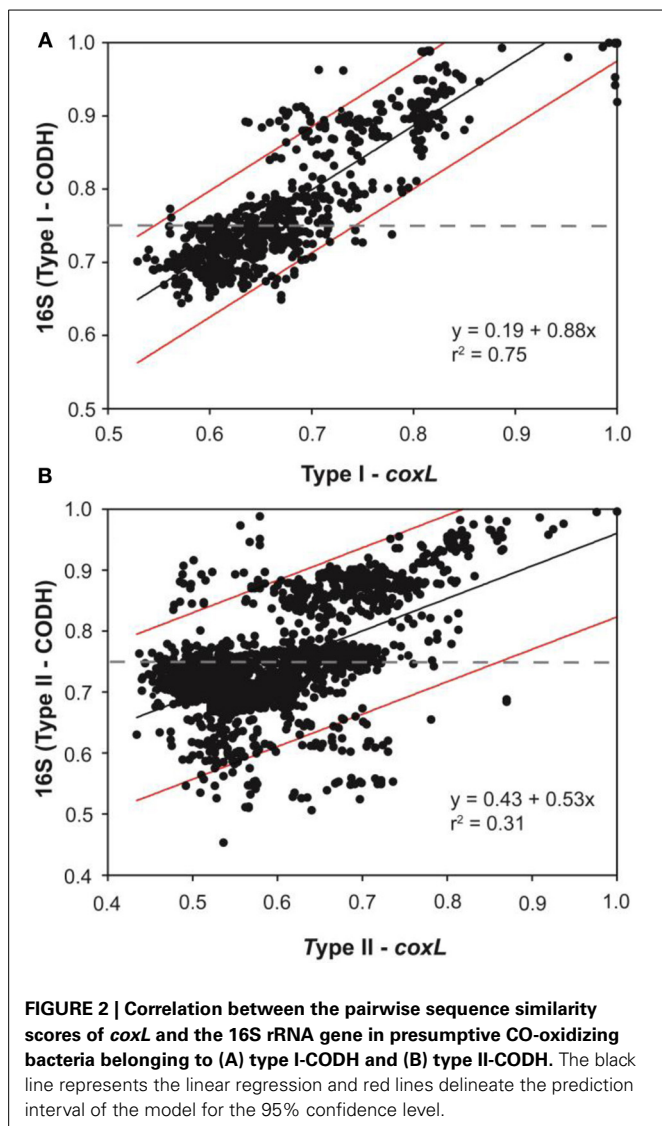 A
16S (Type I - CODH)
1.0
0.9
0.8
0.7
0.6
0.5
y = 0.19 + 0.88x
r² = 0.75
0.5 0.6 0.7 0.8 0.9 1.0
Type I - coxL
B
16S (Type II - CODH)
1.0
0.9
0.8
0.7
0.6
0.5
0.4
y = 0.43 + 0.53x
r² = 0.31
0.4 0.5 0.6 0.7 0.8 0.9 1.0
Type II - coxL
FIGURE 2 | Correlation between the pairwise sequence similarity
scores of coxL and the 16S rRNA gene in presumptive CO-oxidizing
bacteria belonging to (A) type I-CODH and (B) type II-CODH. The black
line represents the linear regression and red lines delineate the prediction
interval of the model for the 95% confidence level.